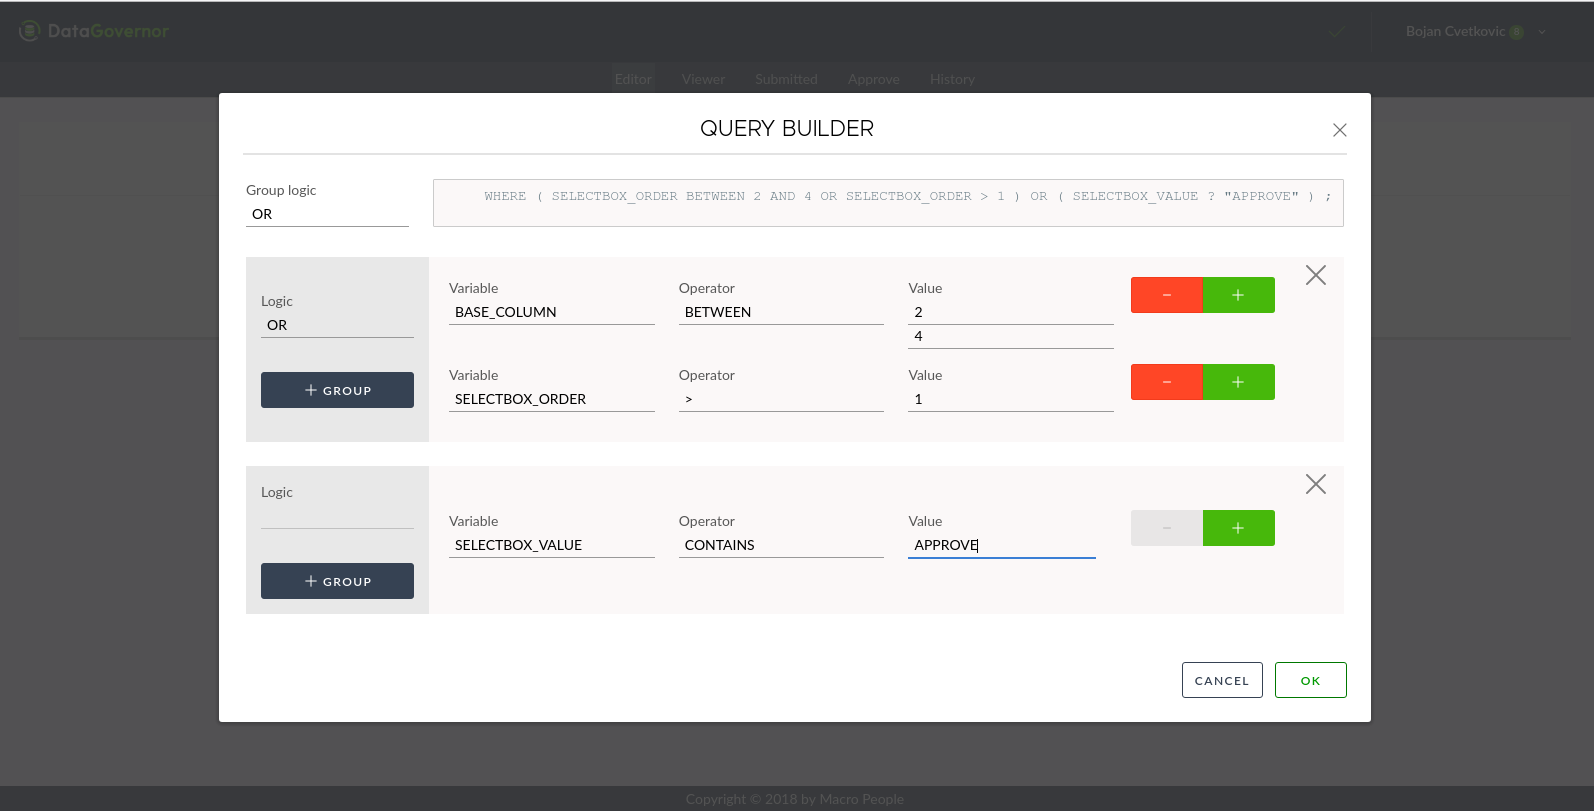 DataGovernor
Bojan Cvetkovic
Editor Viewer Submitted Approve History
QUERY BUILDER
Group logic
OR
WHERE ( SELECTBOX_ORDER BETWEEN 2 AND 4 OR SELECTBOX_ORDER > 1 ) OR ( SELECTBOX_VALUE ? "APPROVE" ) ;
Logic
OR
+ GROUP
Variable Operator Value
BASE_COLUMN BETWEEN 2
4
− +
Variable Operator Value
SELECTBOX_ORDER > 1
− +
Logic
+ GROUP
Variable Operator Value
SELECTBOX_VALUE CONTAINS APPROVE
− +
CANCEL OK
Copyright © 2018 by Macro People